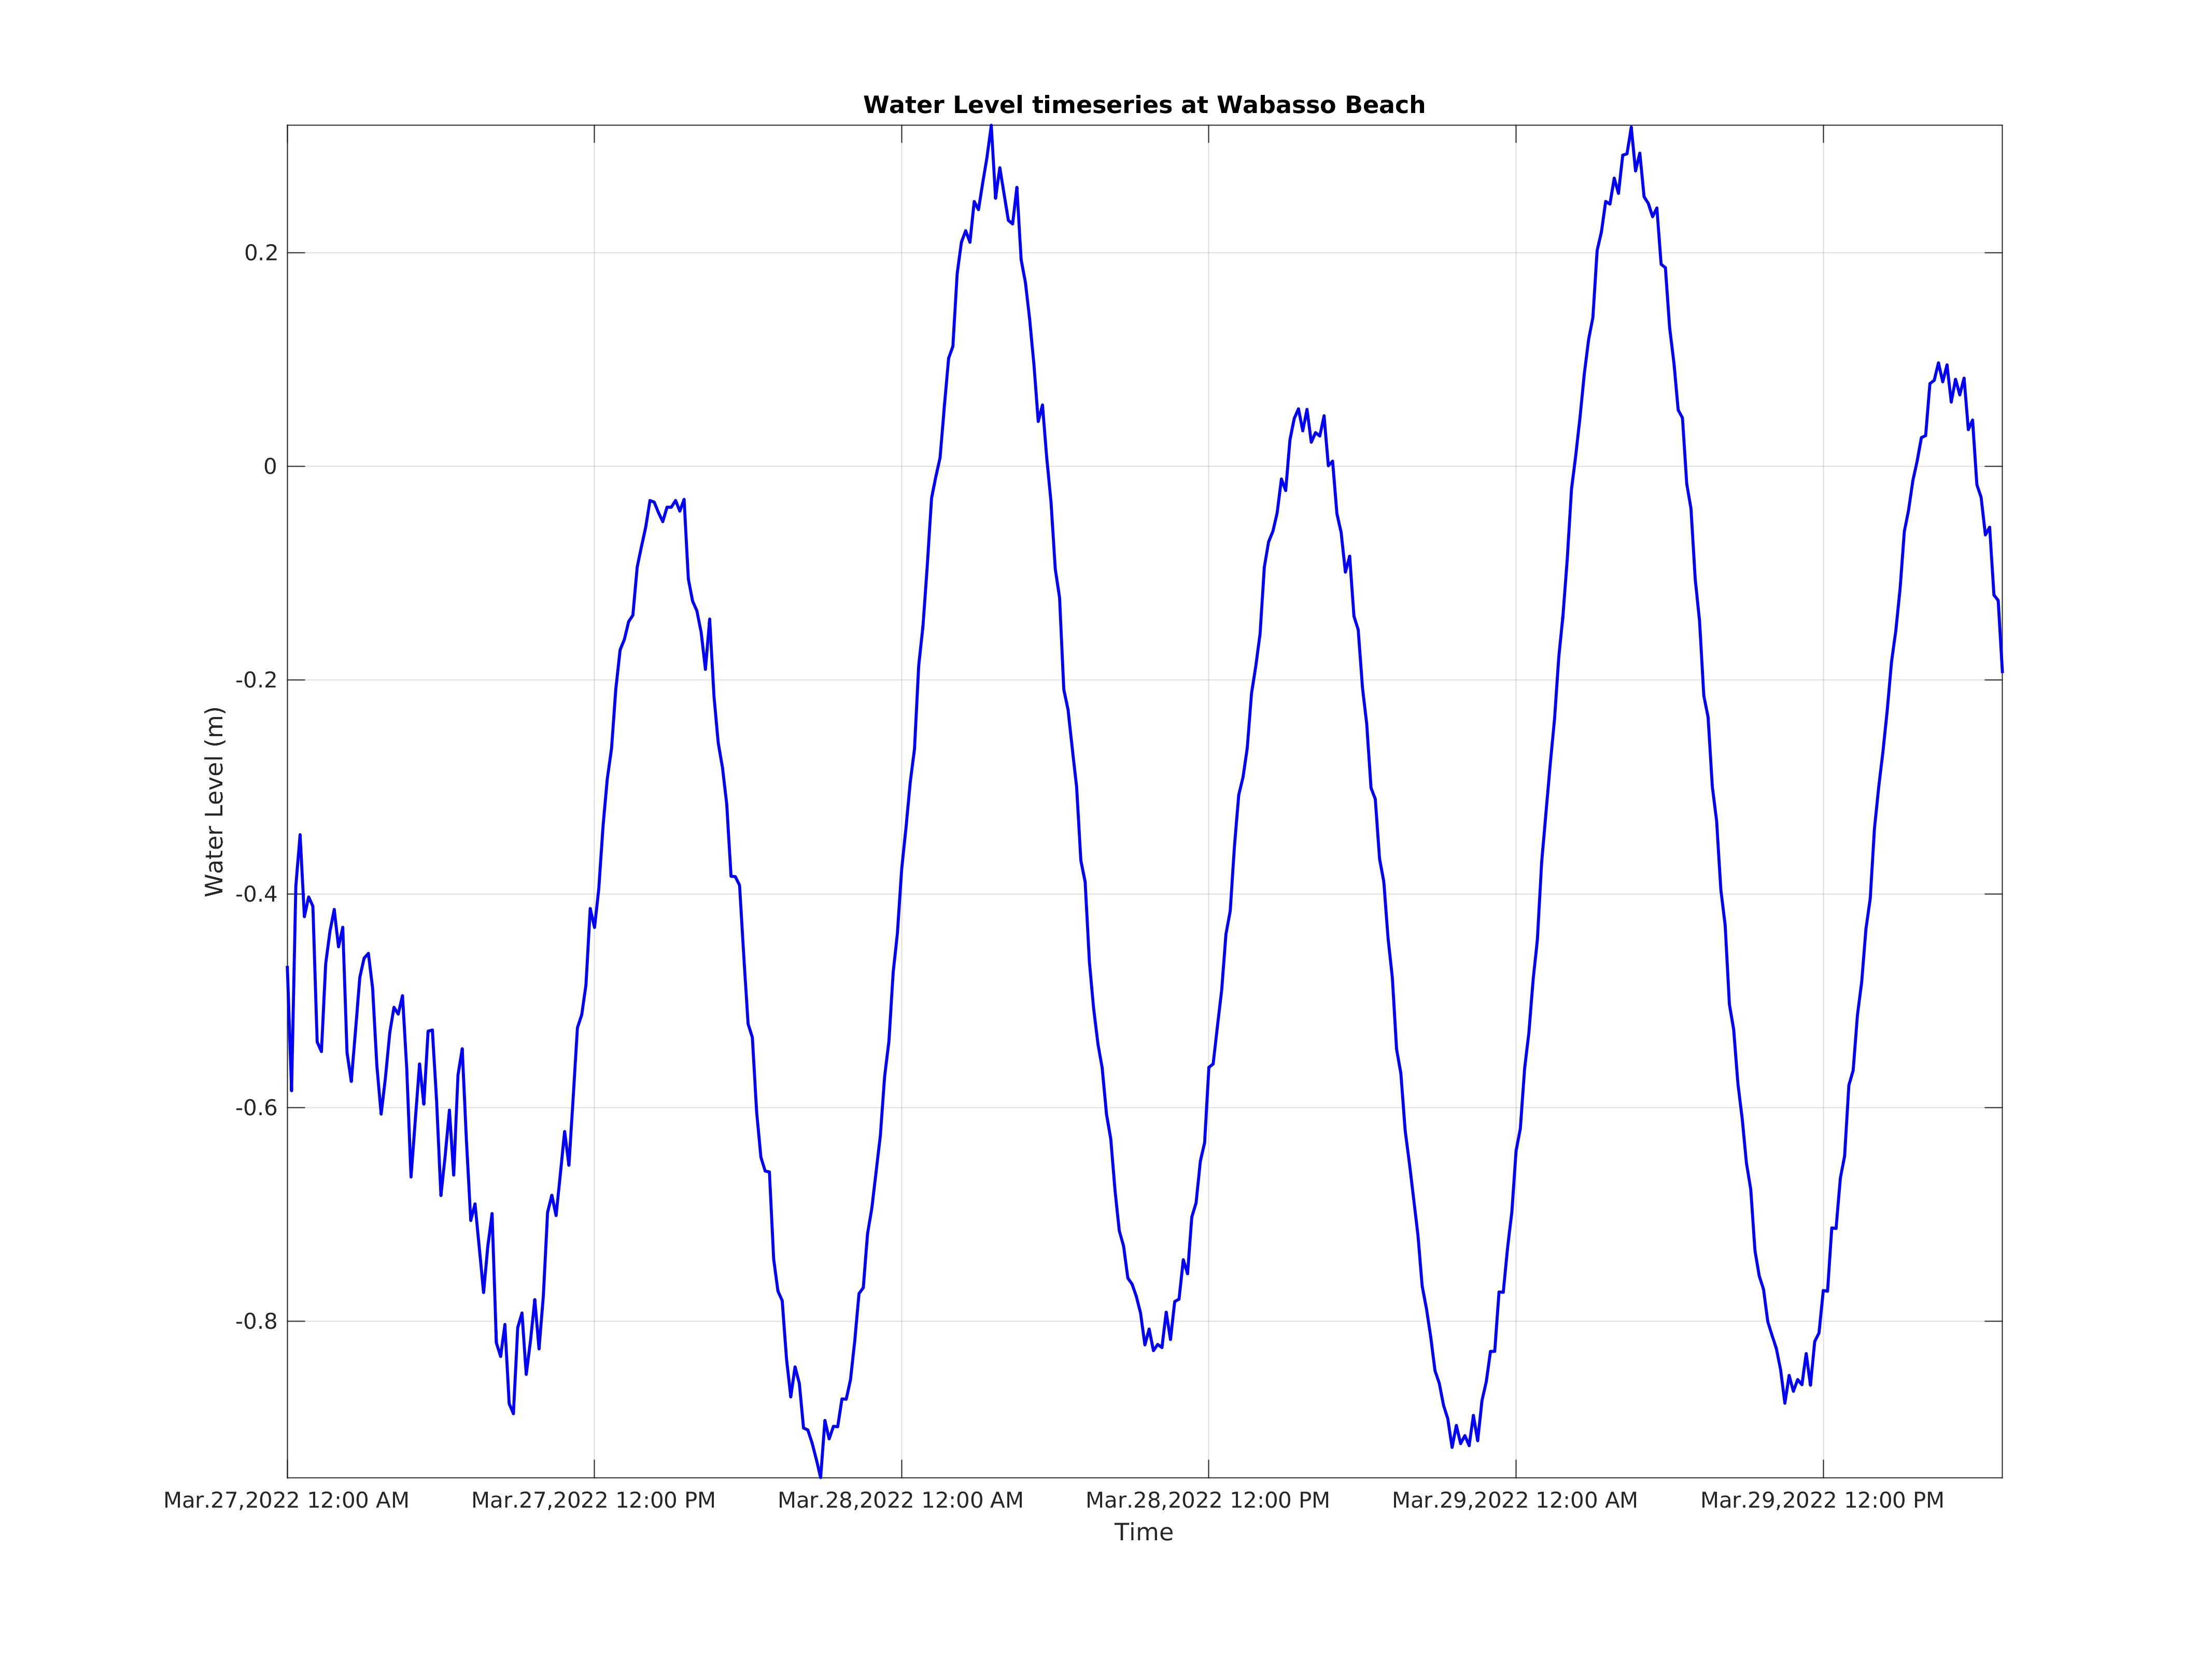 Water Level timeseries at Wabasso Beach
0.2
0
-0.2
Water Level (m)
-0.4
-0.6
-0.8
Mar.27,2022 12:00 AM Mar.27,2022 12:00 PM Mar.28,2022 12:00 AM Mar.28,2022 12:00 PM Mar.29,2022 12:00 AM Mar.29,2022 12:00 PM
Time